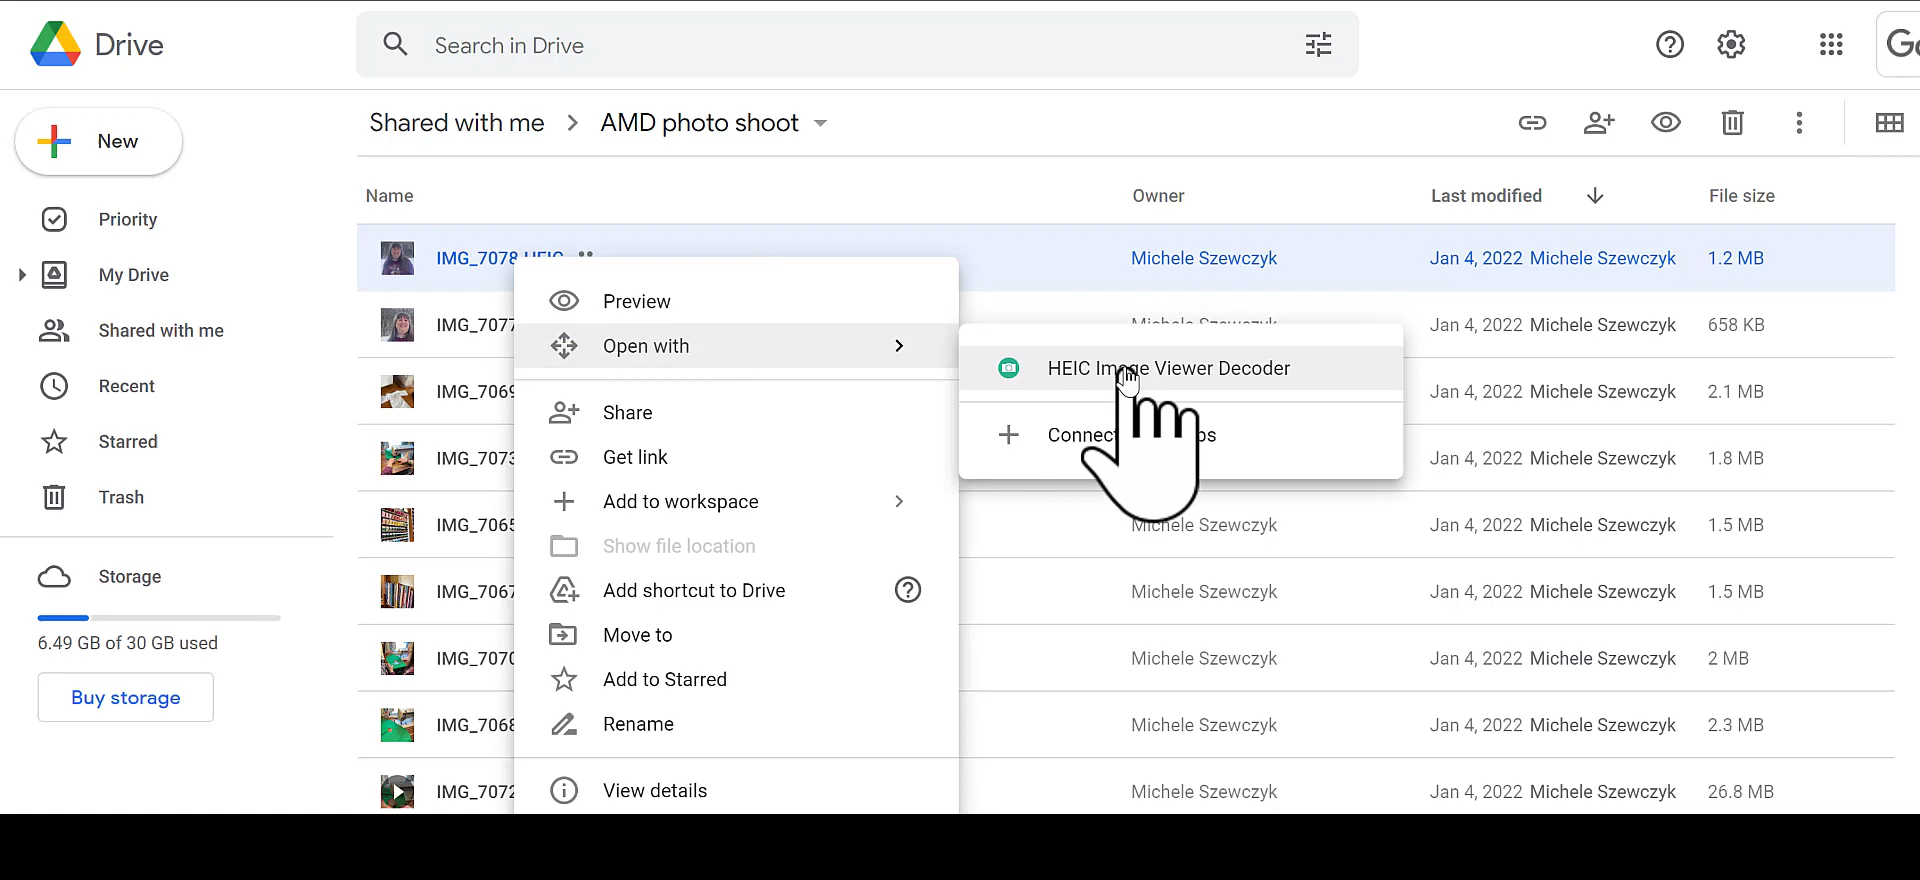 Drive
Search in Drive
New
Shared with me
AMD photo shoot
Name
Owner
Last modified
File size
Priority
My Drive
Shared with me
Recent
Starred
Trash
Storage
6.49 GB of 30 GB used
Buy storage
IMG_7078.HEIC
Michele Szewczyk
Jan 4, 2022 Michele Szewczyk
1.2 MB
IMG_7077
Michele Szewczyk
Jan 4, 2022 Michele Szewczyk
658 KB
IMG_7069
Jan 4, 2022 Michele Szewczyk
2.1 MB
IMG_7073
Jan 4, 2022 Michele Szewczyk
1.8 MB
IMG_7065
Michele Szewczyk
Jan 4, 2022 Michele Szewczyk
1.5 MB
IMG_7067
Michele Szewczyk
Jan 4, 2022 Michele Szewczyk
1.5 MB
IMG_7070
Michele Szewczyk
Jan 4, 2022 Michele Szewczyk
2 MB
IMG_7068
Michele Szewczyk
Jan 4, 2022 Michele Szewczyk
2.3 MB
IMG_7072
Michele Szewczyk
Jan 4, 2022 Michele Szewczyk
26.8 MB
Preview
Open with
Share
Get link
Add to workspace
Show file location
Add shortcut to Drive
Move to
Add to Starred
Rename
View details
HEIC Image Viewer Decoder
Connec